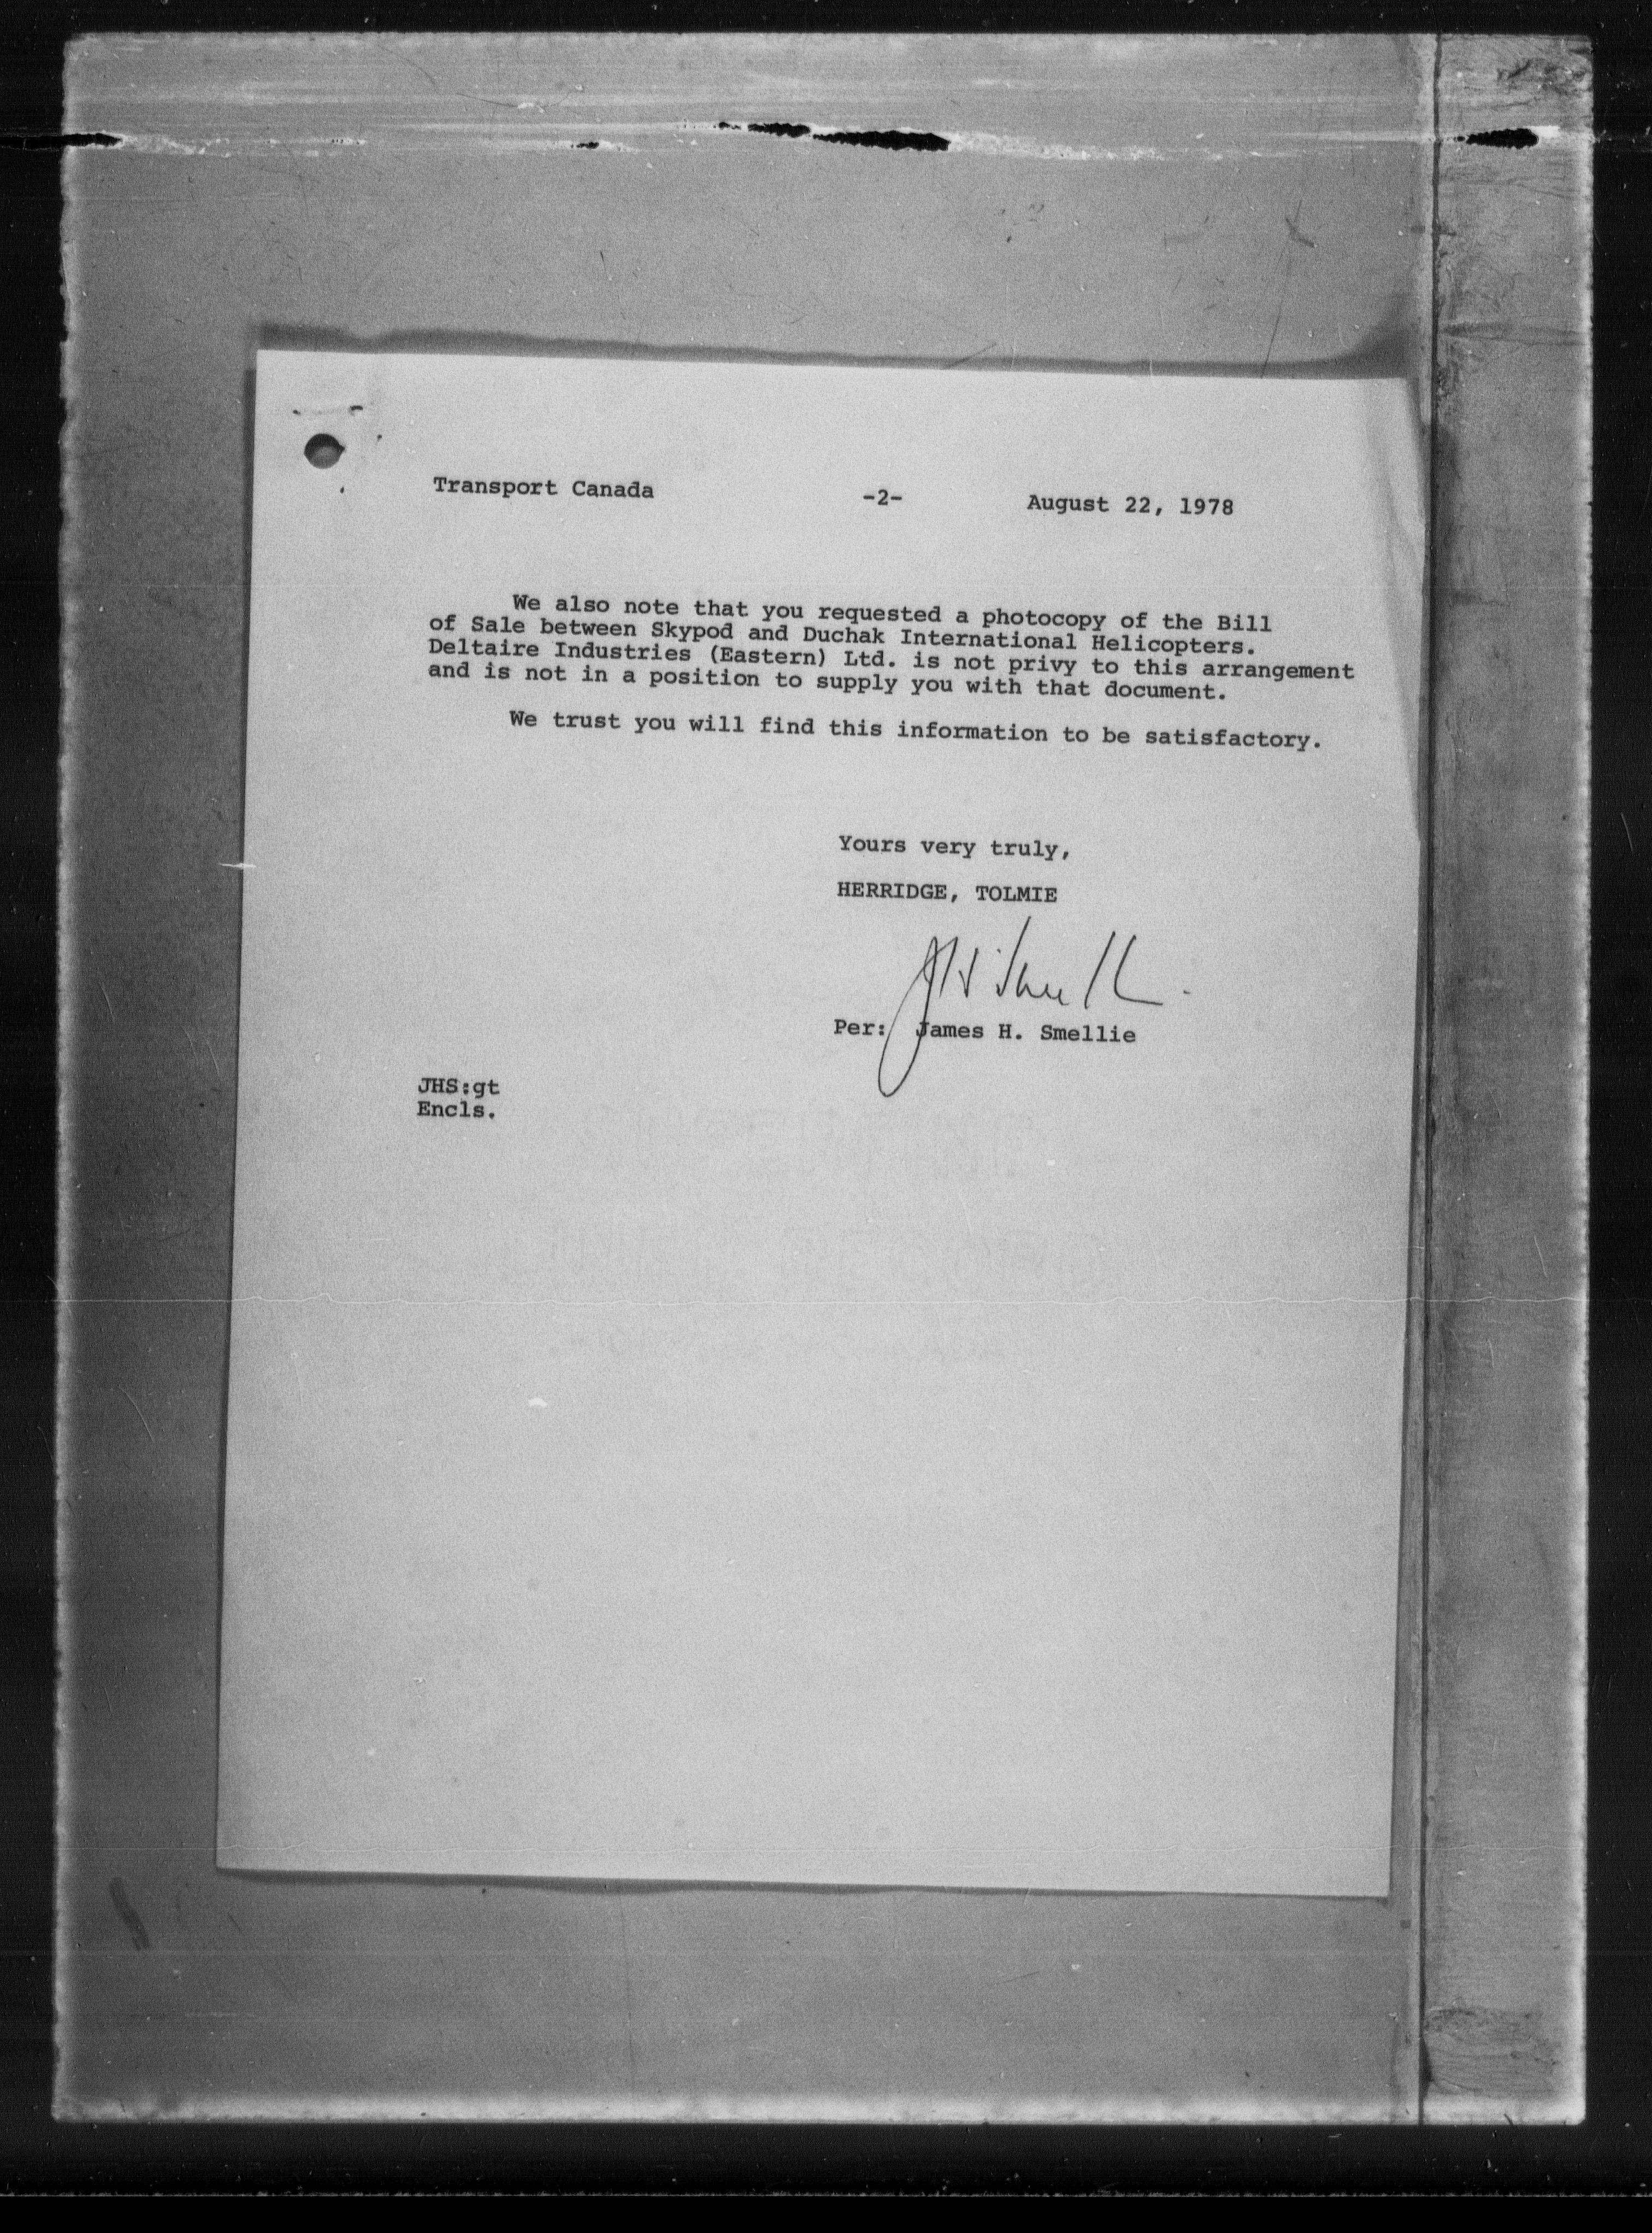 Transport Canada -2- August 22, 1978
We also note that you requested a photocopy of the Bill
of Sale between Skypod and Duchak International Helicopters.
Deltaire Industries (Eastern) Ltd. is not privy to this arrangement
and is not in a position to supply you with that document.
We trust you will find this information to be satisfactory.
Yours very truly,
HERRIDGE, TOLMIE
Per: James H. Smellie
JHS:gt
Encls.